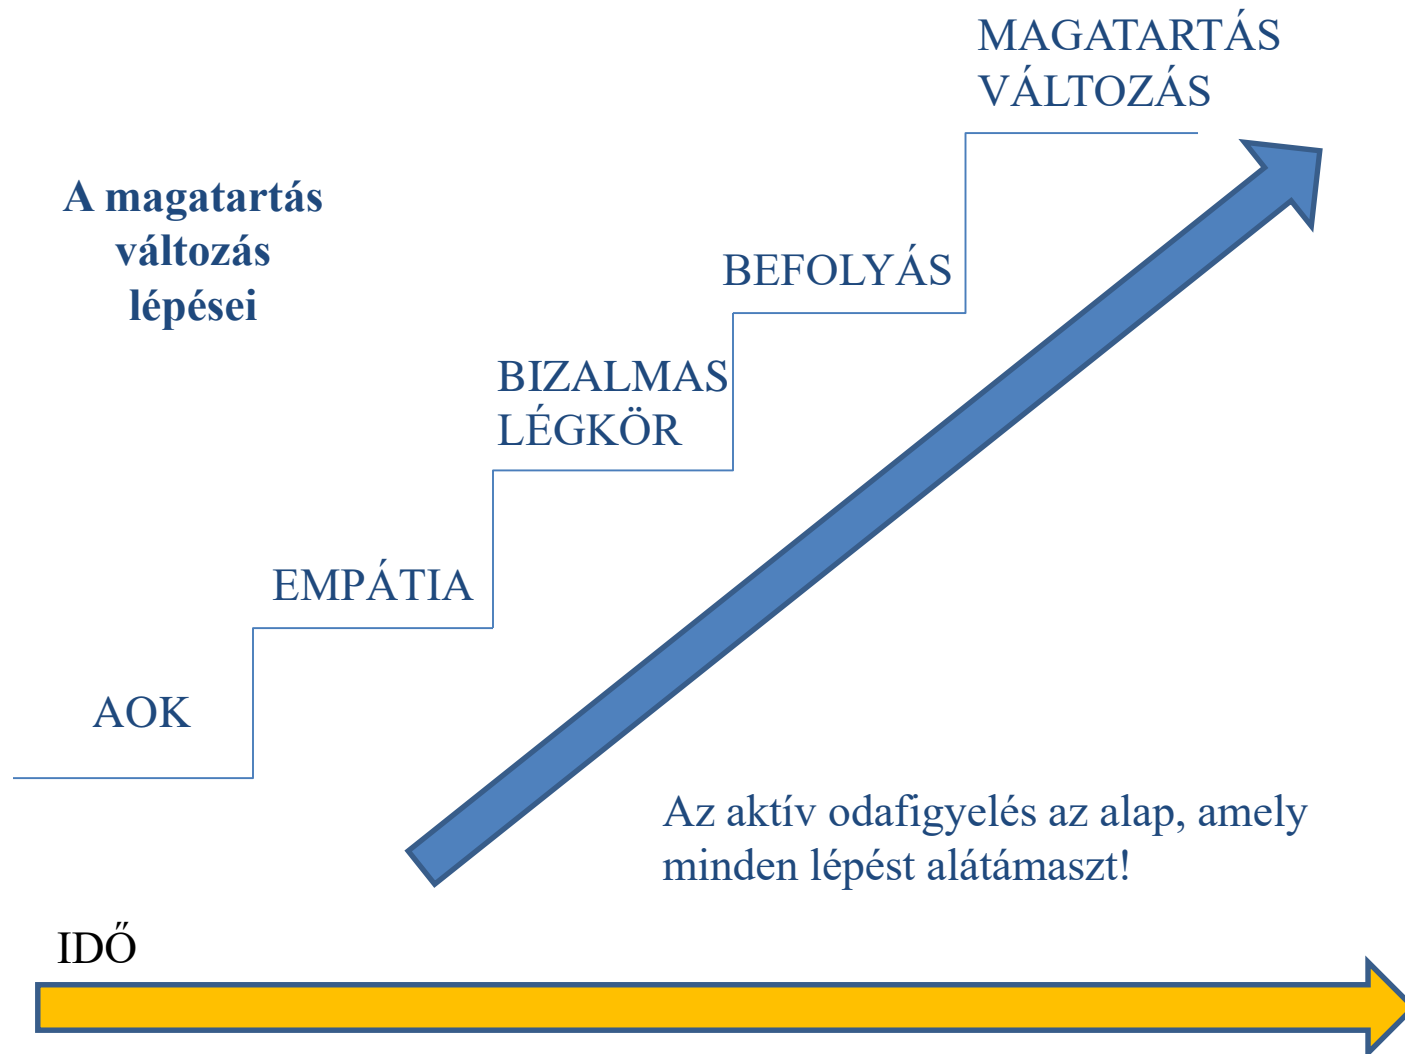 MAGATARTÁS
VÁLTOZÁS
A magatartás
változás
lépései
BEFOLYÁS
BIZALMAS
LÉGKÖR
EMPÁTIA
AOK
Az aktív odafigyelés az alap, amely
minden lépést alátámaszt!
IDŐ